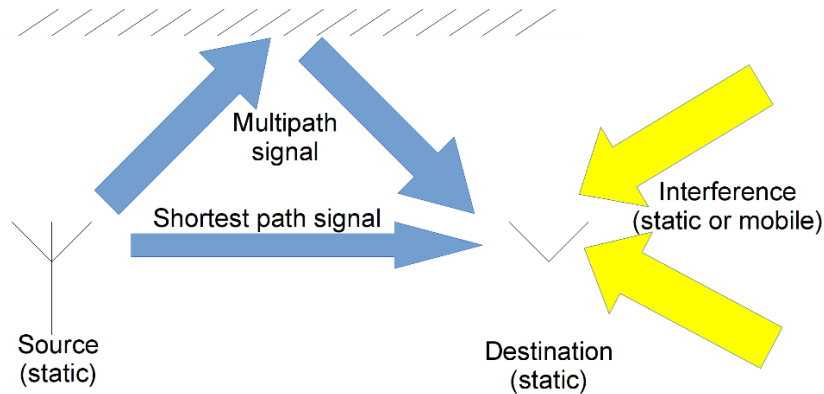 Multipath
signal
Shortest path signal
Interference
(static or mobile)
Source
(static)
Destination
(static)